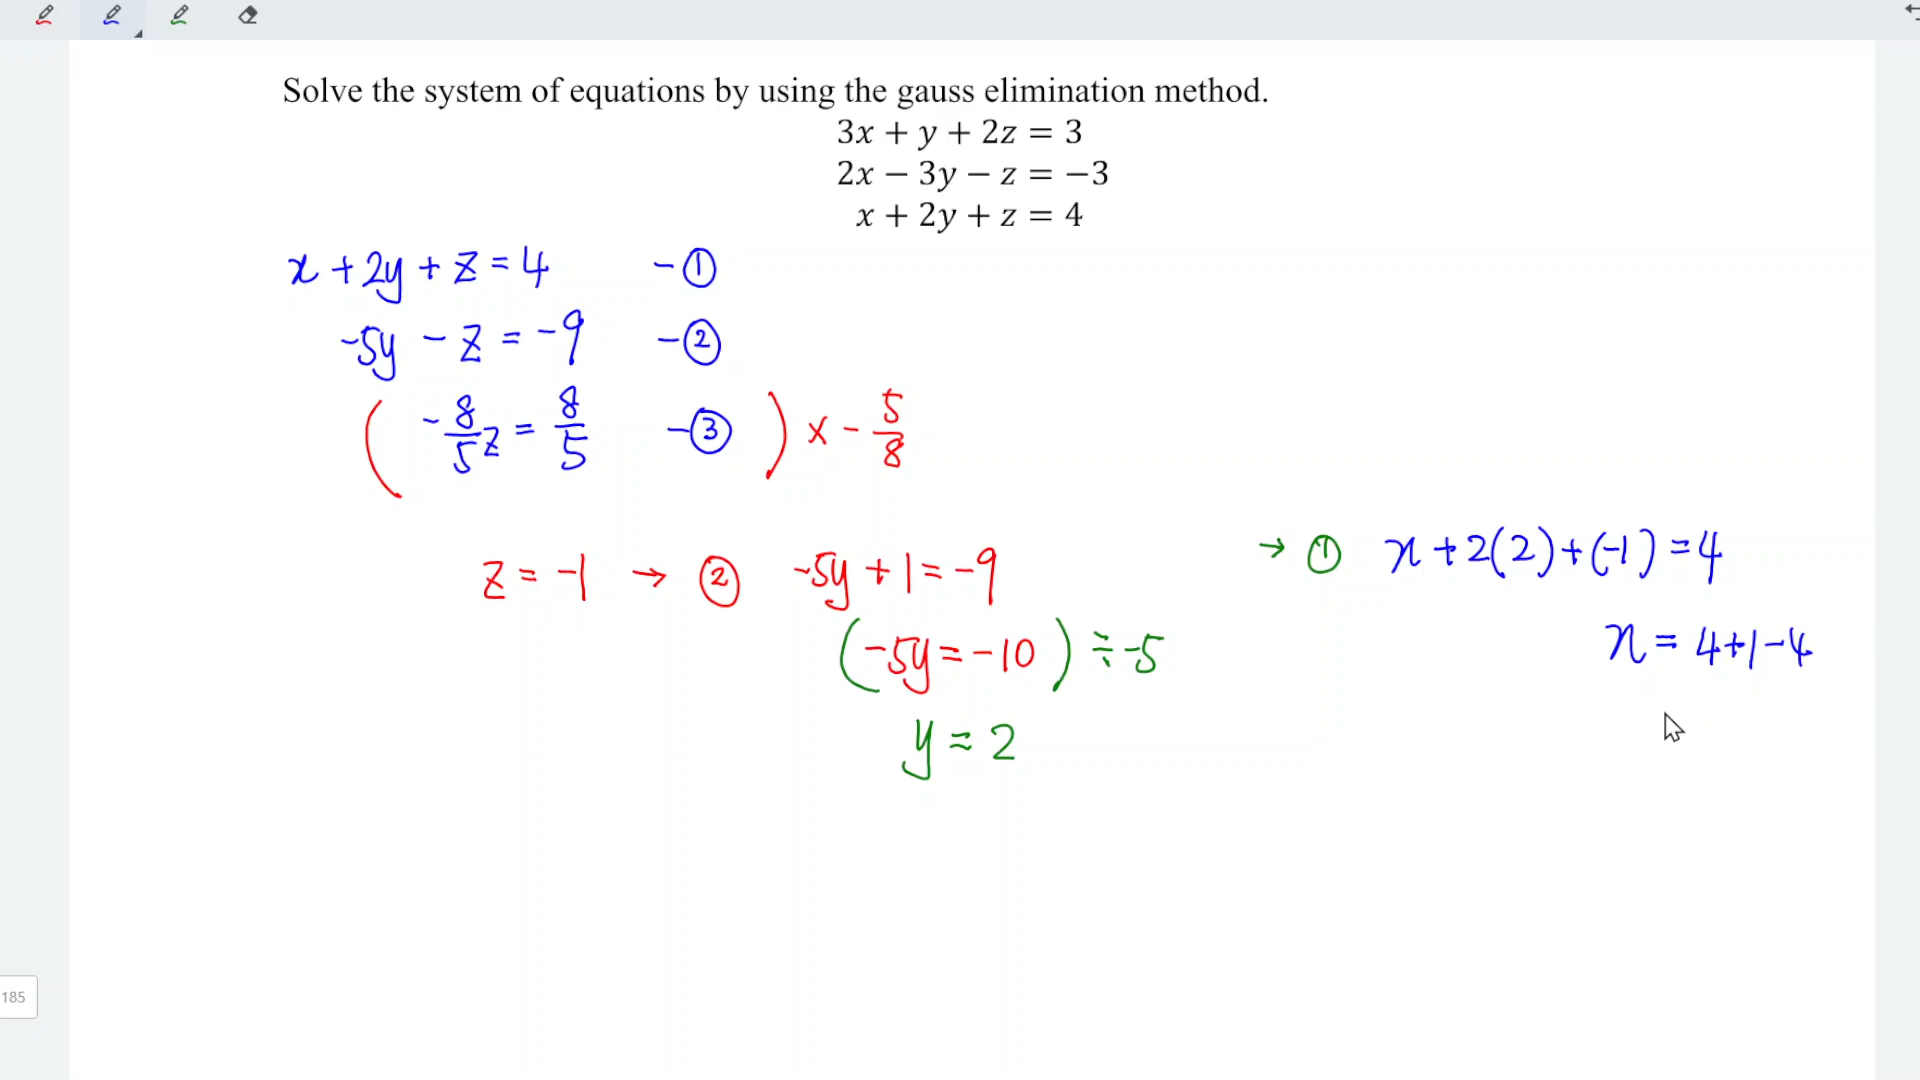 Solve the system of equations by using the gauss elimination method.
3x + y + 2z = 3
2x − 3y − z = −3
x + 2y + z = 4
x + 2y + z = 4 - ①
-5y - z = -9 - ②
( -8/5 z = 8/5 - ③ ) x - 5/8
z = -1 → ② -5y + 1 = -9
(-5y = -10) ÷ -5
y = 2
→ ① x + 2(2) + (-1) = 4
x = 4+1-4
185